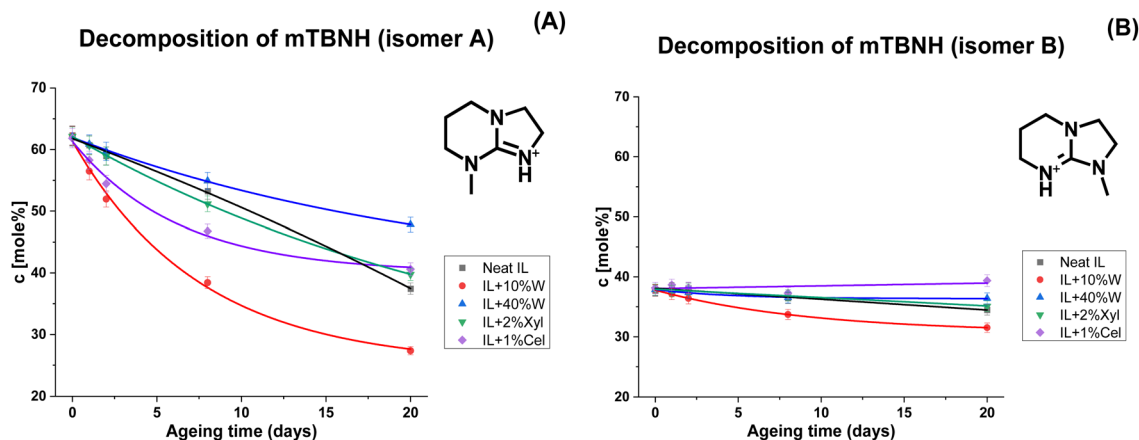 (A)
Decomposition of mTBNH (isomer A)
70
60
50
40
30
20
c [mole%]
0
5
10
15
20
Ageing time (days)
N
N
N
H
+
Neat IL
IL+10%W
IL+40%W
IL+2%Xyl
IL+1%Cel
(B)
Decomposition of mTBNH (isomer B)
70
60
50
40
30
20
c [mole%]
0
5
10
15
20
Ageing time (days)
N
N
N
H
+
Neat IL
IL+10%W
IL+40%W
IL+2%Xyl
IL+1%Cel